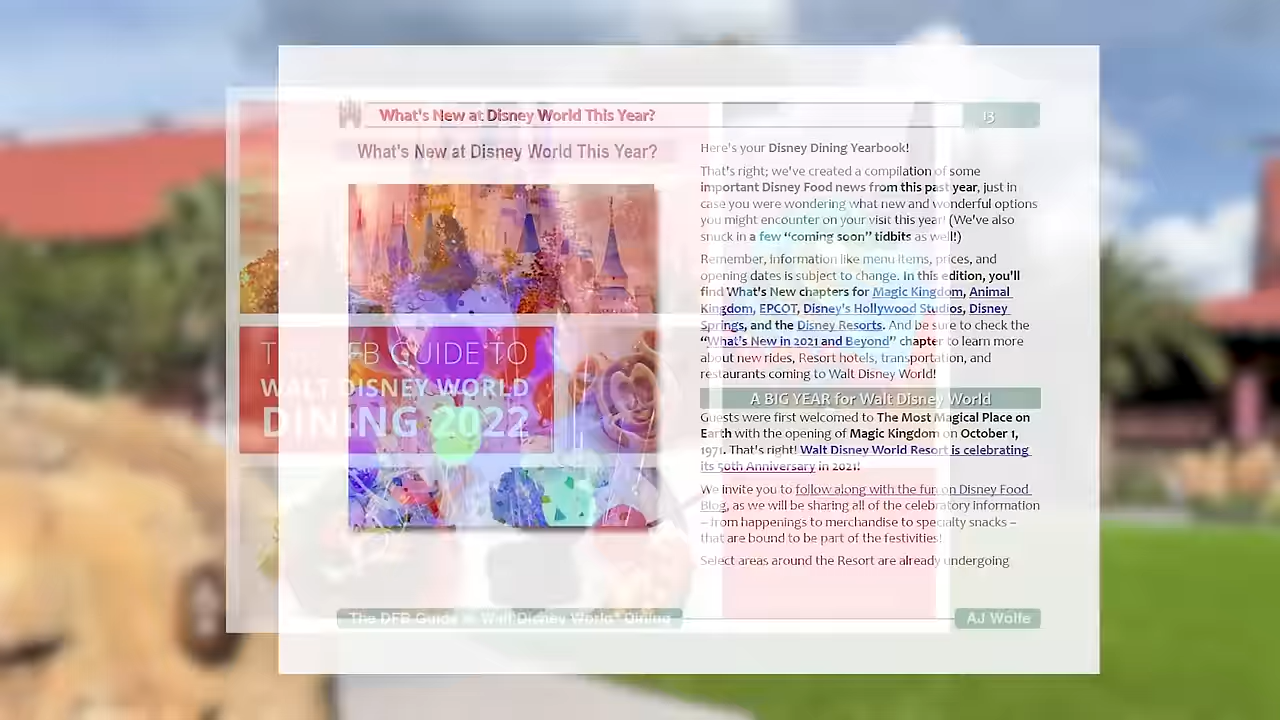 What's New at Disney World This Year?
13
What's New at Disney World This Year?
THE DFB GUIDE TO
WALT DISNEY WORLD
DINING 2022
Here's your Disney Dining Yearbook!
That's right; we've created a compilation of some
important Disney Food news from this past year, just in
case you were wondering what new and wonderful options
you might encounter on your visit this year! (We've also
snuck in a few “coming soon” tidbits as well!)
Remember, information like menu items, prices, and
opening dates is subject to change. In this edition, you'll
find What's New chapters for Magic Kingdom, Animal
Kingdom, EPCOT, Disney's Hollywood Studios, Disney
Springs, and the Disney Resorts. And be sure to check the
“What's New in 2021 and Beyond” chapter to learn more
about new rides, Resort hotels, transportation, and
restaurants coming to Walt Disney World!
A BIG YEAR for Walt Disney World
Guests were first welcomed to The Most Magical Place on
Earth with the opening of Magic Kingdom on October 1,
1971. That's right! Walt Disney World Resort is celebrating
its 50th Anniversary in 2021!
We invite you to follow along with the fun on Disney Food
Blog, as we will be sharing all of the celebratory information
– from happenings to merchandise to specialty snacks –
that are bound to be part of the festivities!
Select areas around the Resort are already undergoing
The DFB Guide to Walt Disney World® Dining
AJ Wolfe